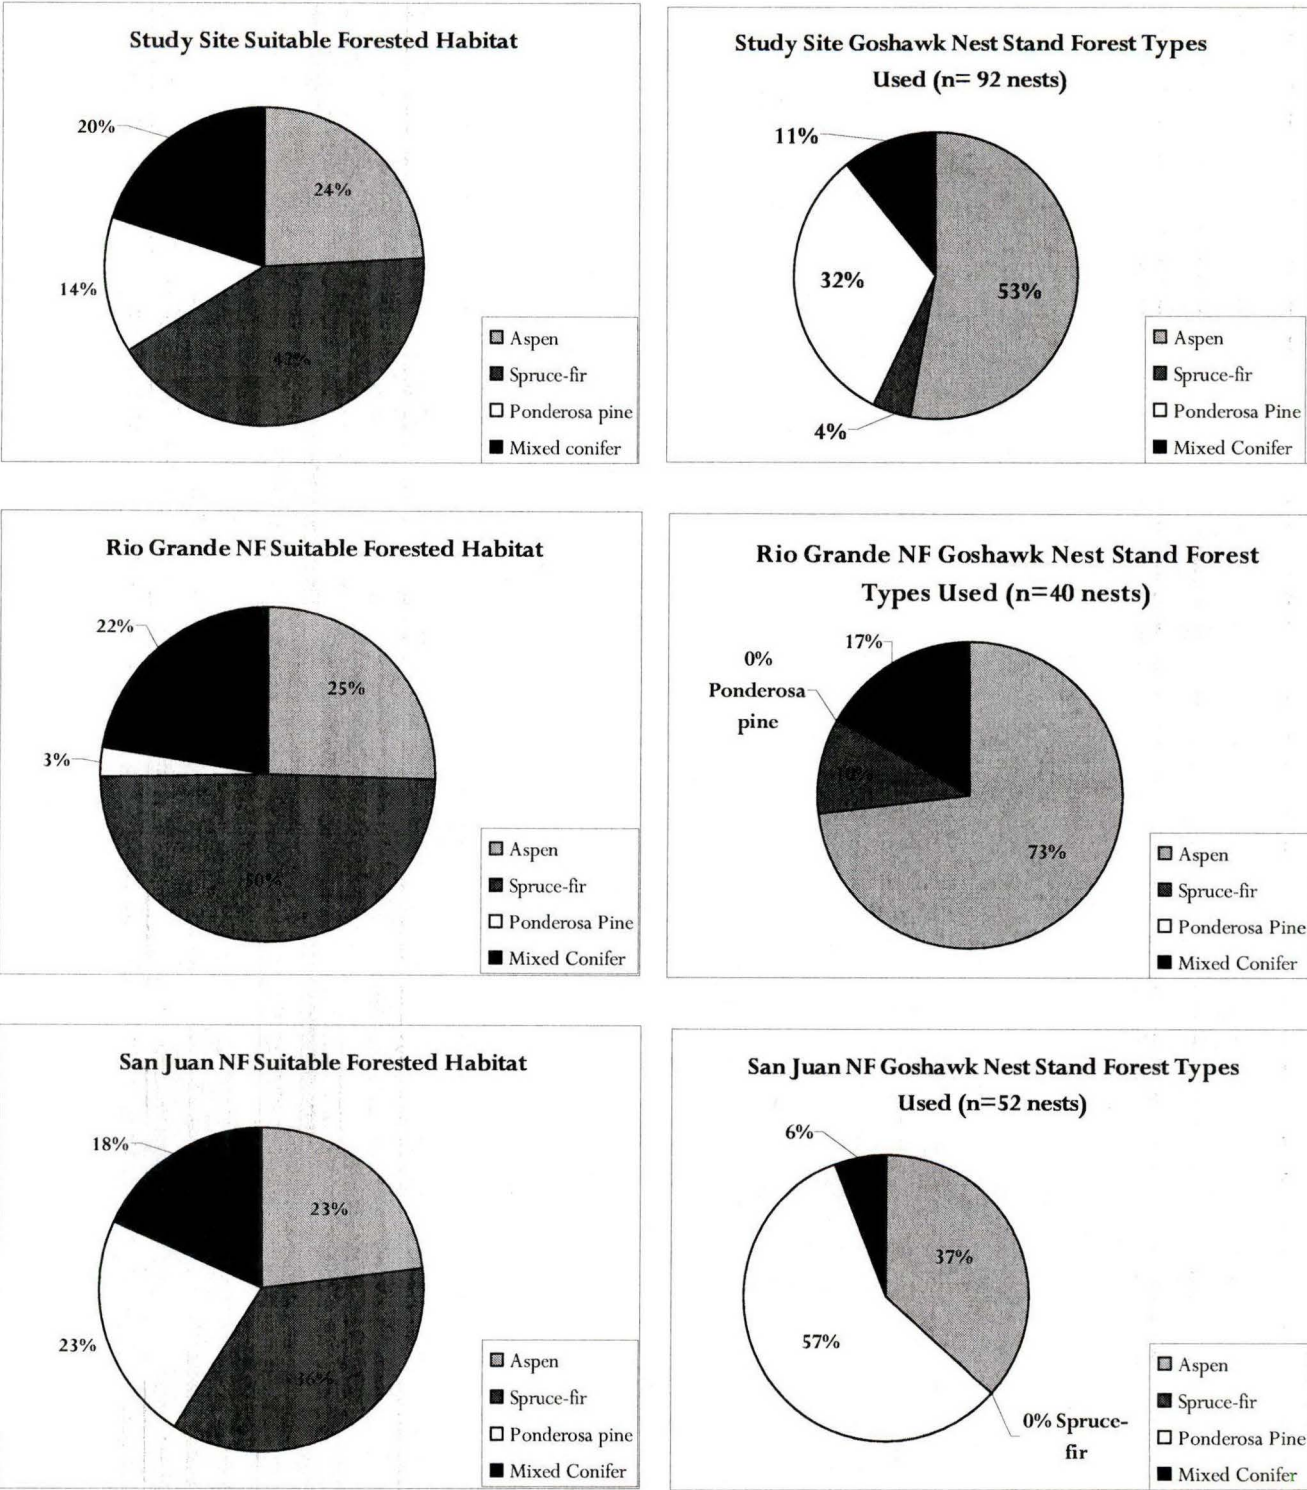 Study Site Suitable Forested Habitat
20%
24%
14%
42%
Aspen
Spruce-fir
Ponderosa pine
Mixed conifer
Study Site Goshawk Nest Stand Forest Types
Used (n= 92 nests)
11%
32%
53%
4%
Aspen
Spruce-fir
Ponderosa Pine
Mixed Conifer
Rio Grande NF Suitable Forested Habitat
22%
25%
3%
50%
Aspen
Spruce-fir
Ponderosa Pine
Mixed Conifer
Rio Grande NF Goshawk Nest Stand Forest
Types Used (n=40 nests)
17%
0%
Ponderosa
pine
10%
73%
Aspen
Spruce-fir
Ponderosa Pine
Mixed Conifer
San Juan NF Suitable Forested Habitat
18%
23%
23%
36%
Aspen
Spruce-fir
Ponderosa pine
Mixed Conifer
San Juan NF Goshawk Nest Stand Forest Types
Used (n=52 nests)
6%
37%
57%
0% Spruce-
fir
Aspen
Spruce-fir
Ponderosa Pine
Mixed Conifer